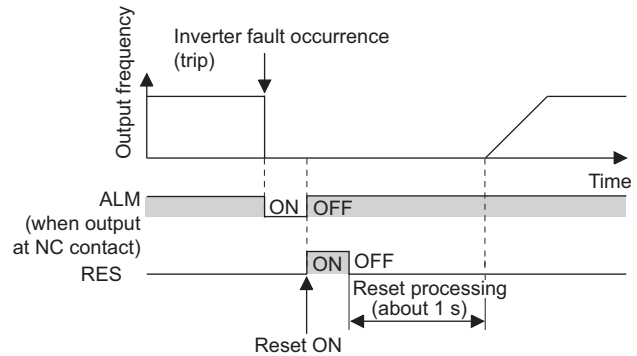 Output frequency
Inverter fault occurrence
(trip)
Time
ALM
(when output
at NC contact)
ON
OFF
RES
ON
OFF
Reset processing
(about 1 s)
Reset ON